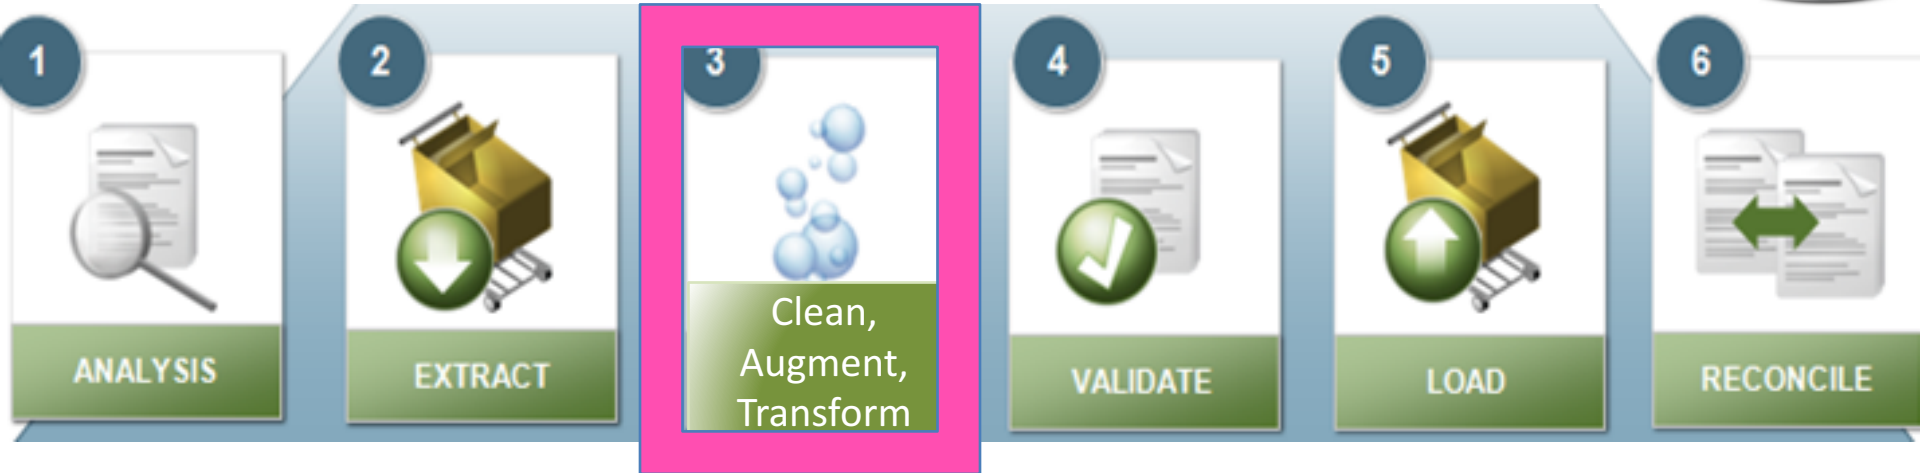 1
ANALYSIS
2
EXTRACT
3
Clean,
Augment,
Transform
4
VALIDATE
5
LOAD
6
RECONCILE